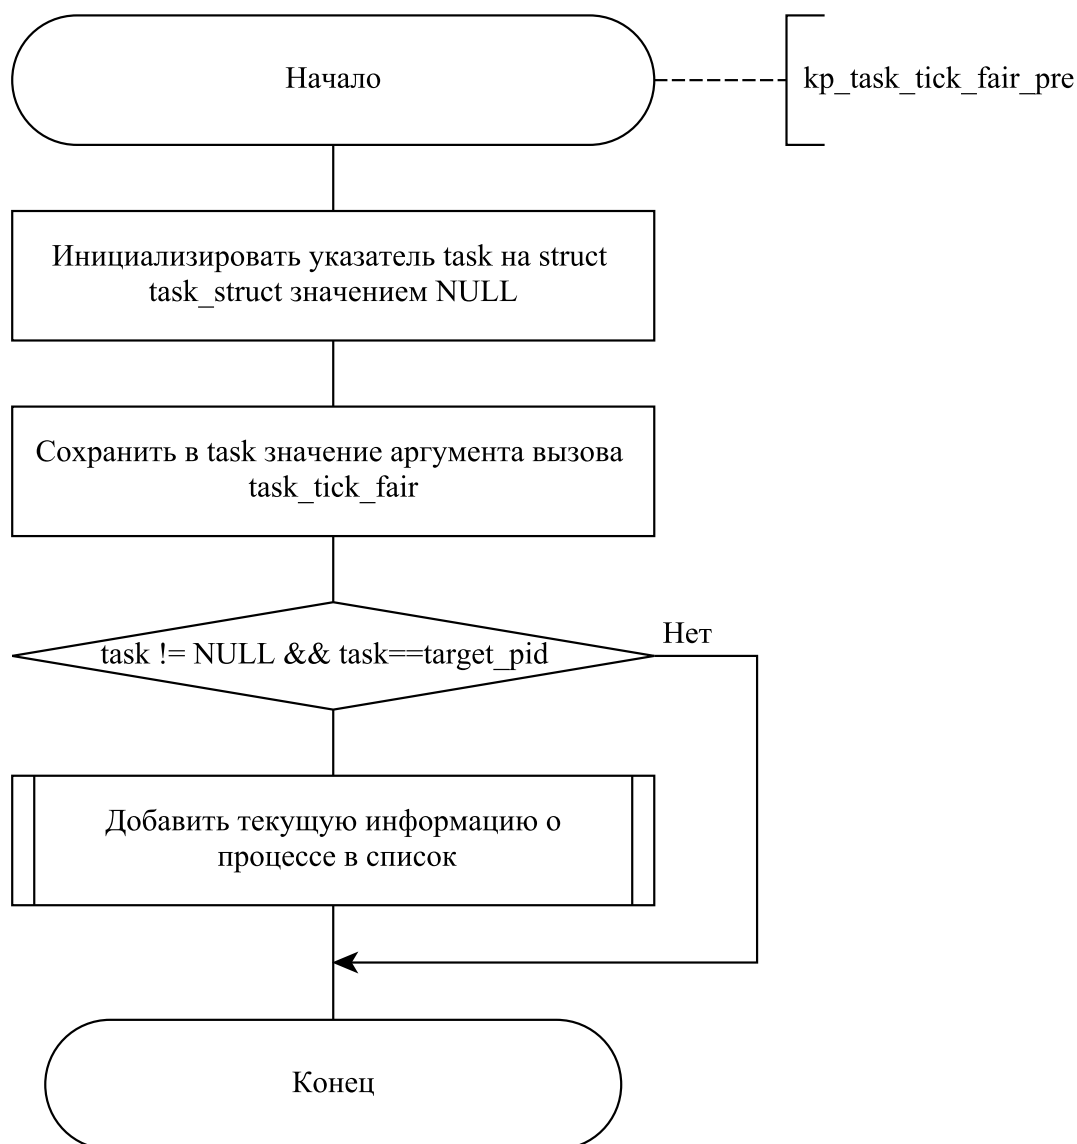 Начало
kp_task_tick_fair_pre
Инициализировать указатель task на struct
task_struct значением NULL
Сохранить в task значение аргумента вызова
task_tick_fair
task != NULL && task==target_pid
Нет
Добавить текущую информацию о
процессе в список
Конец